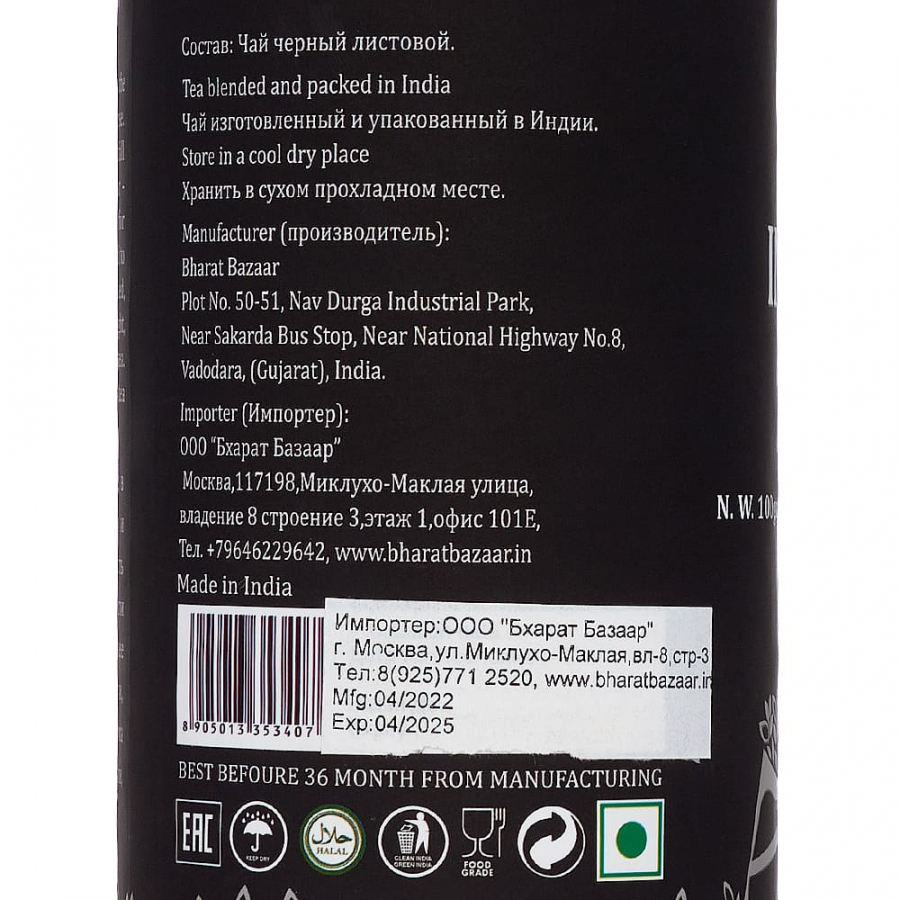 Состав: Чай черный листовой.
Tea blended and packed in India
Чай изготовленный и упакованный в Индии.
Store in a cool dry place
Хранить в сухом прохладном месте.
Manufacturer (производитель):
Bharat Bazaar
Plot No. 50-51, Nav Durga Industrial Park,
Near Sakarda Bus Stop, Near National Highway No.8,
Vadodara, (Gujarat), India.
Importer (Импортер):
ООО "Бхарат Базаар"
Москва,117198,Миклухо-Маклая улица,
владение 8 строение 3,этаж 1,офис 101Е,
Тел. +79646229642, www.bharatbazaar.in
Made in India
8 905013 353407
Импортер:ООО "Бхарат Базаар"
г. Москва,ул.Миклухо-Маклая,вл-8,стр-3
Тел:8(925)771 2520, www.bharatbazaar.in
Mfg:04/2022
Exp:04/2025
BEST BEFOURE 36 MONTH FROM MANUFACTURING
EAC
KEEP DRY
حلال
HALAL
CLEAN INDIA
GREEN INDIA
FOOD
GRADE
N. W. 100